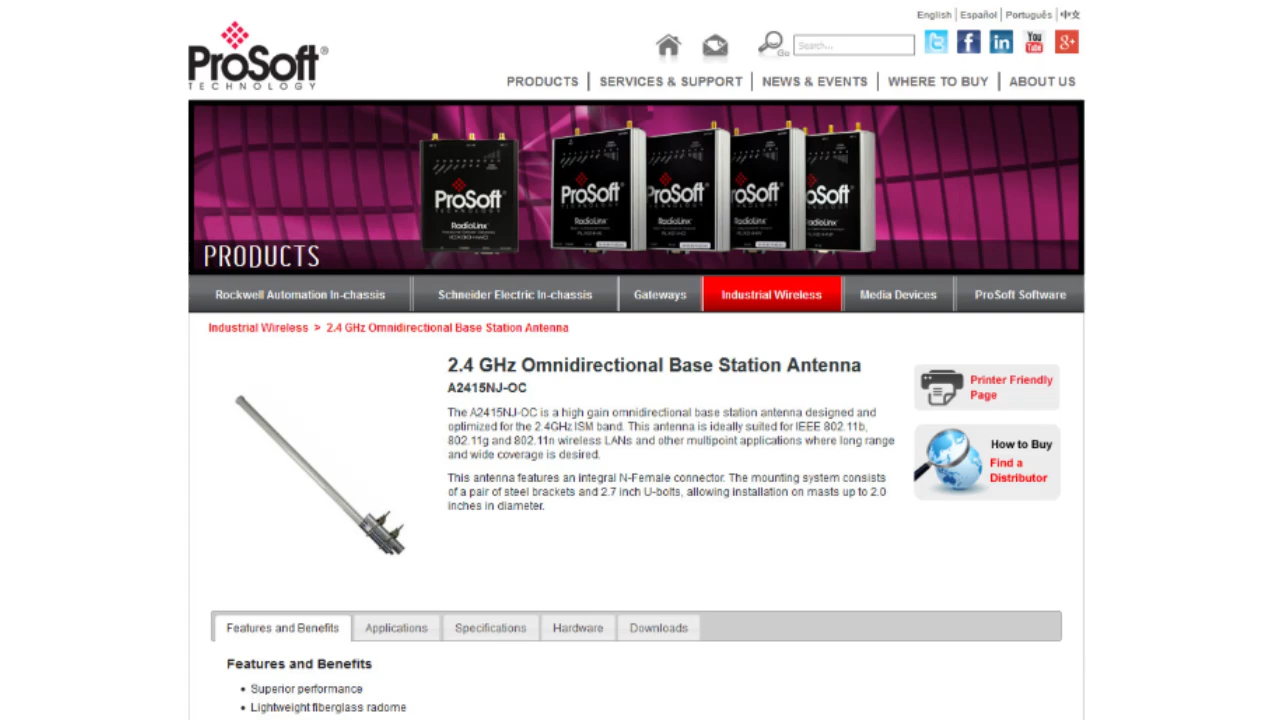 English Español Português 中文
ProSoft®
TECHNOLOGY
Go Search...
You Tube
PRODUCTS SERVICES & SUPPORT NEWS & EVENTS WHERE TO BUY ABOUT US
ProSoft ProSoft ProSoft ProSoft ProSoft
RadioLinx RadioLinx RadioLinx RadioLinx RadioLinx
PRODUCTS
Rockwell Automation In-chassis Schneider Electric In-chassis Gateways Industrial Wireless Media Devices ProSoft Software
Industrial Wireless > 2.4 GHz Omnidirectional Base Station Antenna
2.4 GHz Omnidirectional Base Station Antenna
A2415NJ-OC
The A2415NJ-OC is a high gain omnidirectional base station antenna designed and
optimized for the 2.4GHz ISM band. This antenna is ideally suited for IEEE 802.11b,
802.11g and 802.11n wireless LANs and other multipoint applications where long range
and wide coverage is desired.
This antenna features an integral N-Female connector. The mounting system consists
of a pair of steel brackets and 2.7 inch U-bolts, allowing installation on masts up to 2.0
inches in diameter.
Printer Friendly
Page
How to Buy
Find a
Distributor
Features and Benefits Applications Specifications Hardware Downloads
Features and Benefits
• Superior performance
• Lightweight fiberglass radome